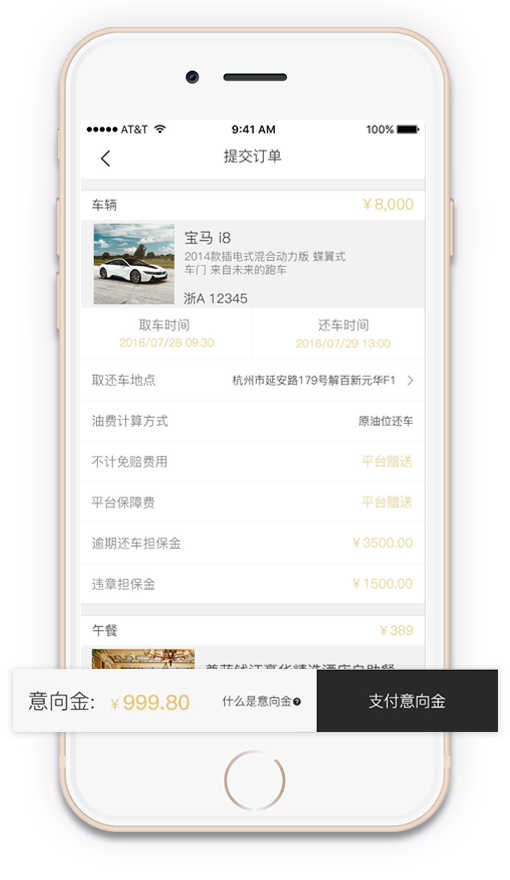 AT&T 9:41 AM 100%
提交订单
车辆 ￥8,000
宝马 i8
2014款插电式混合动力版 蝶翼式
车门 来自未来的跑车
浙A 12345
取车时间 还车时间
2016/07/28 09:30 2016/07/29 13:00
取还车地点 杭州市延安路179号解百新元华F1
油费计算方式 原油位还车
不计免赔费用 平台赠送
平台保障费 平台赠送
逾期还车担保金 ￥3500.00
违章担保金 ￥1500.00
午餐 ￥389
意向金: ￥999.80 什么是意向金? 支付意向金